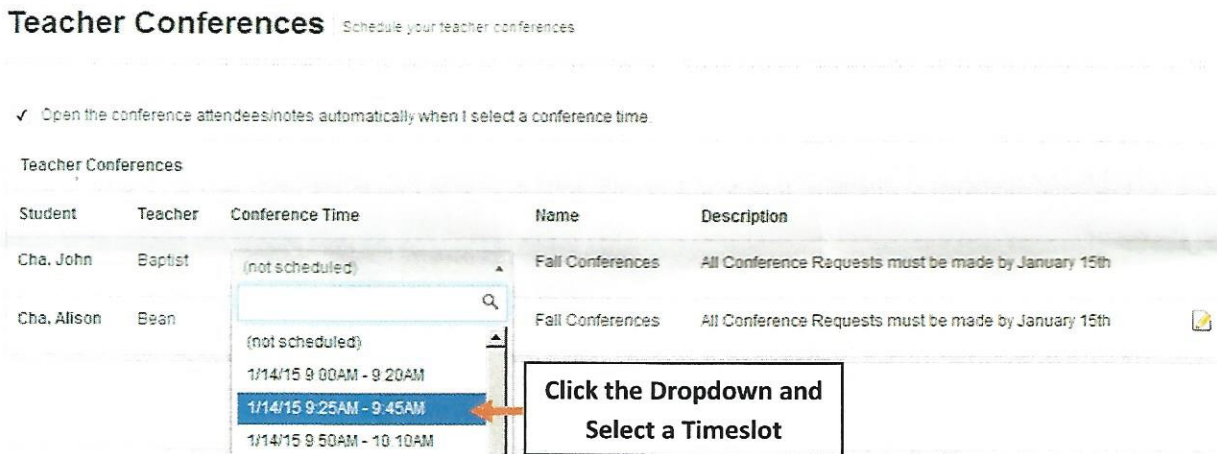 Teacher Conferences Schedule your teacher conferences
✓ Open the conference attendees/notes automatically when I select a conference time.
Teacher Conferences
Student Teacher Conference Time Name Description
Cha, John Baptist (not scheduled) Fall Conferences All Conference Requests must be made by January 15th
Cha, Alison Bean Fall Conferences All Conference Requests must be made by January 15th
(not scheduled)
1/14/15 9:00AM - 9:20AM
1/14/15 9:25AM - 9:45AM
1/14/15 9:50AM - 10:10AM
Click the Dropdown and
Select a Timeslot